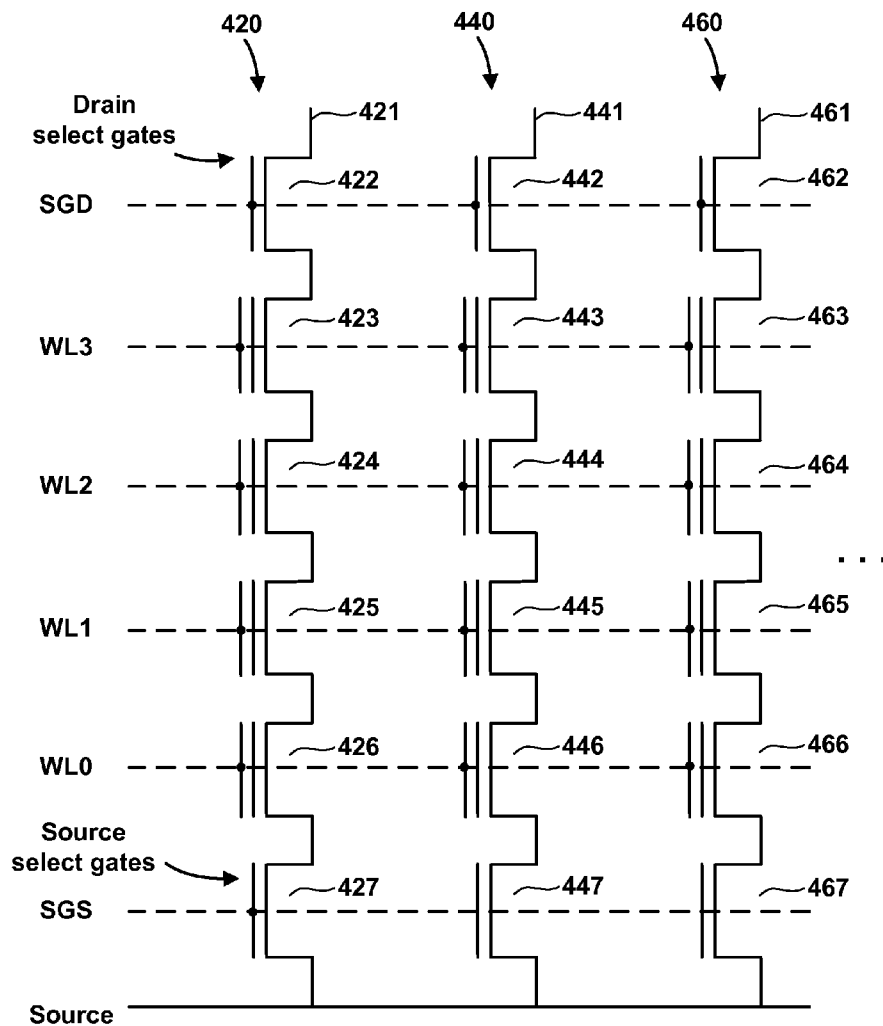 420 440 460
Drain
select gates
421 441 461
SGD 422 442 462
WL3 423 443 463
WL2 424 444 464
. . .
WL1 425 445 465
WL0 426 446 466
Source
select gates
SGS 427 447 467
Source